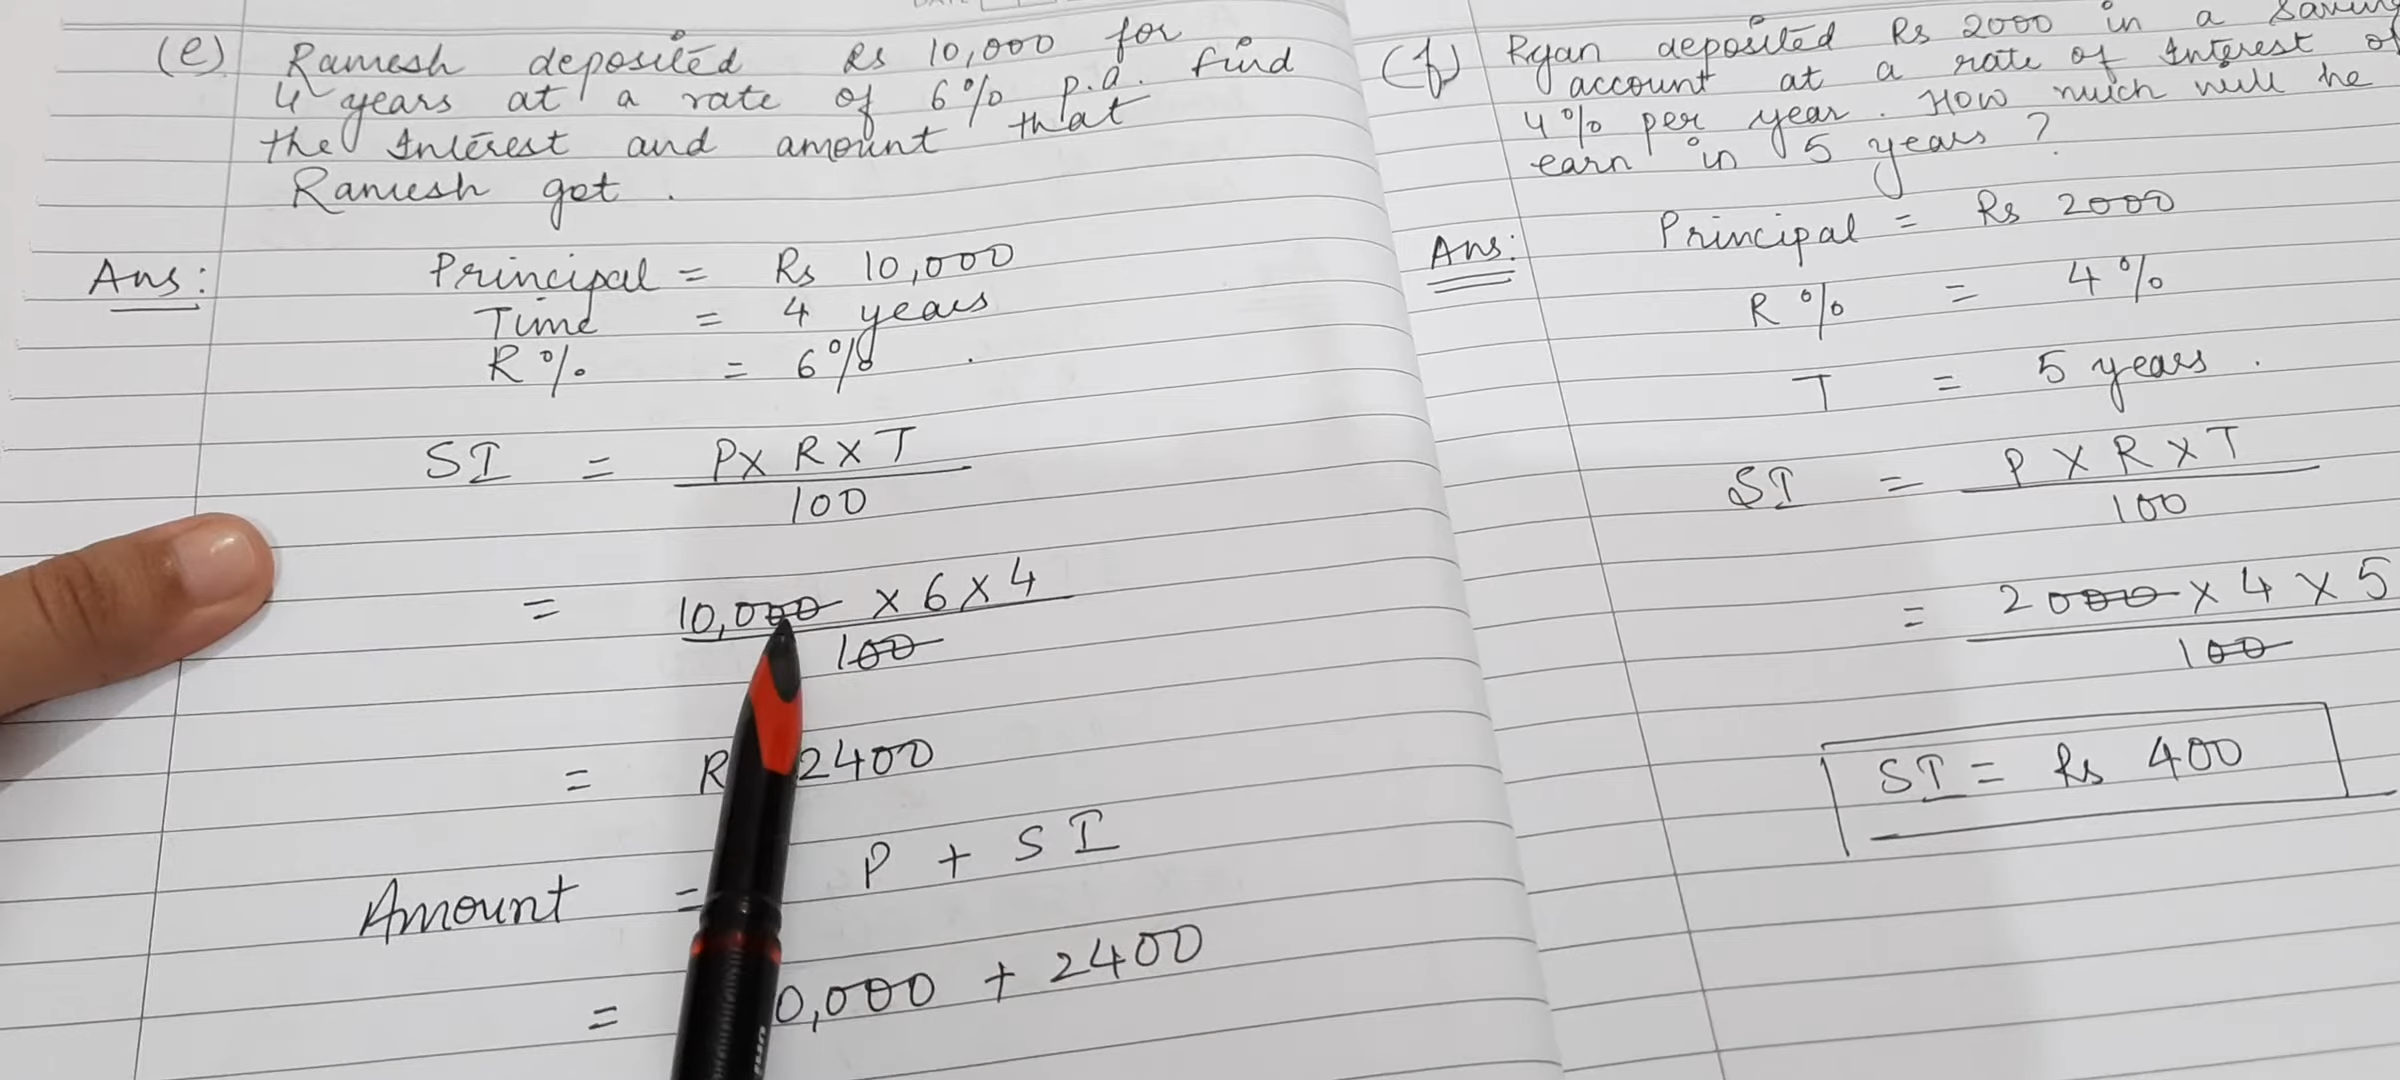 (e) Ramesh deposited Rs 10,000 for
4 years at a rate of 6% p.a. Find
the Interest and amount that
Ramesh got.
Ans: Principal = Rs 10,000
Time = 4 years
R% = 6%.
SI = P X R X T
100
= 10,000 X 6 X 4
100
= 2400
Amount = P + SI
= 0,000 + 2400
(f) Ryan deposited Rs 2000 in a
account at a rate of Interest of
4% per year. How much will he
earn in 5 years?
Ans: Principal = Rs 2000
R% = 4%
T = 5 years.
SI = P X R X T
100
= 2000 X 4 X 5
100
SI = Rs 400